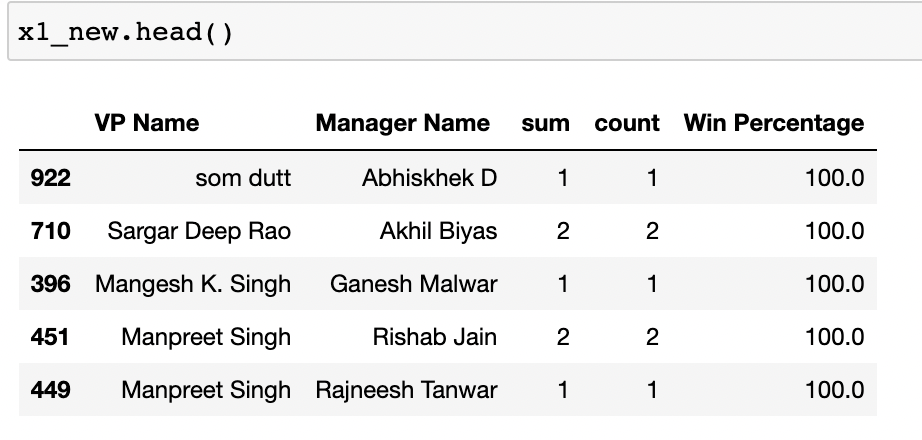 x1_new.head()
VP Name Manager Name sum count Win Percentage
922 som dutt Abhiskhek D 1 1 100.0
710 Sargar Deep Rao Akhil Biyas 2 2 100.0
396 Mangesh K. Singh Ganesh Malwar 1 1 100.0
451 Manpreet Singh Rishab Jain 2 2 100.0
449 Manpreet Singh Rajneesh Tanwar 1 1 100.0